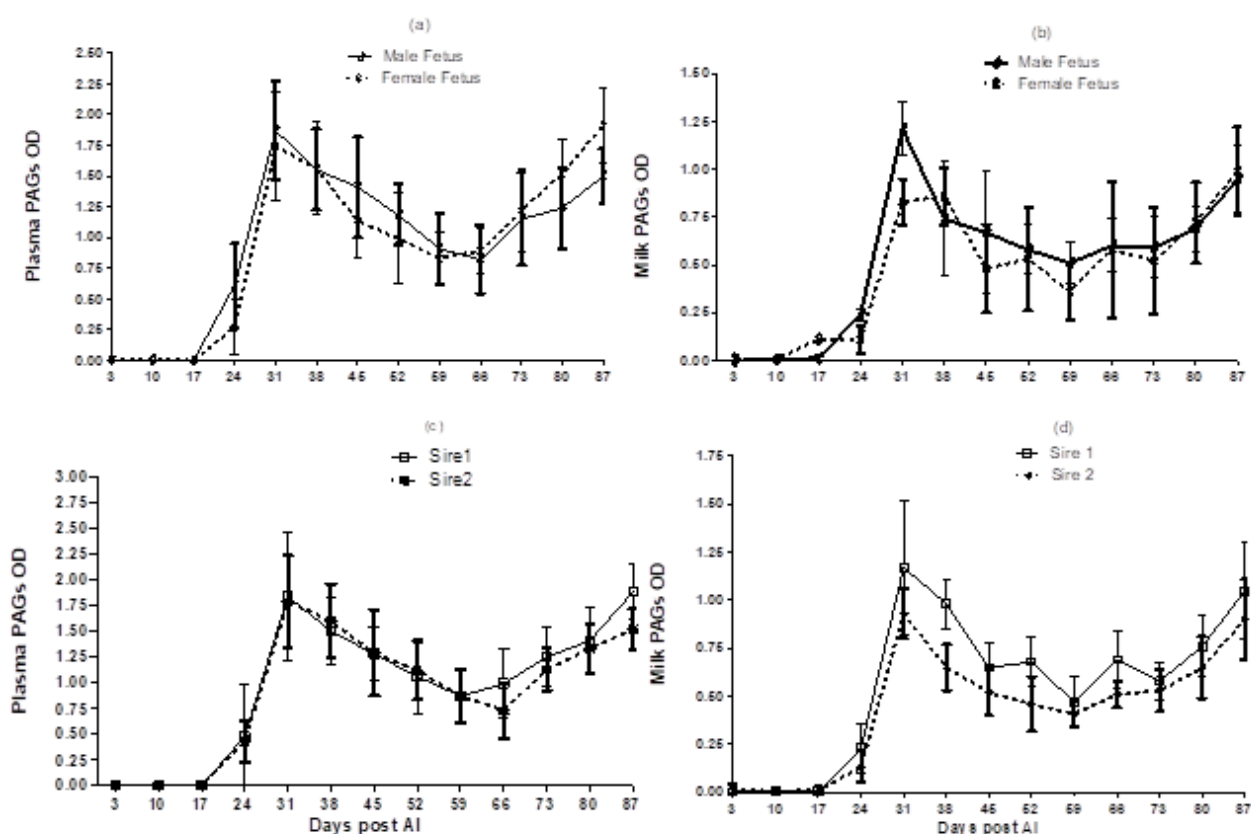 (a)
Male Fetus
Female Fetus
Plasma PAGs OD
2.50
2.25
2.00
1.75
1.50
1.25
1.00
0.75
0.50
0.25
0.00
3 10 17 24 31 38 45 52 59 66 73 80 87
(b)
Male Fetus
Female Fetus
Milk PAGs OD
1.50
1.25
1.00
0.75
0.50
0.25
0.00
3 10 17 24 31 38 45 52 59 66 73 80 87
(c)
Sire1
Sire2
Plasma PAGs OD
3.00
2.75
2.50
2.25
2.00
1.75
1.50
1.25
1.00
0.75
0.50
0.25
0.00
3 10 17 24 31 38 45 52 59 66 73 80 87
Days post AI
(d)
Sire 1
Sire 2
Milk PAGs OD
1.75
1.50
1.25
1.00
0.75
0.50
0.25
0.00
3 10 17 24 31 38 45 52 59 66 73 80 87
Days post AI